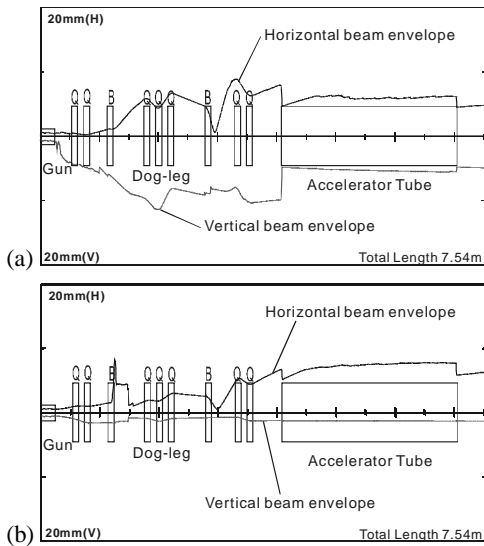 20mm(H)
Horizontal beam envelope
Q Q B Q Q Q B Q Q
Gun
Dog-leg
Accelerator Tube
Vertical beam envelope
(a)
20mm(V)
Total Length 7.54m
20mm(H)
Horizontal beam envelope
Q Q B Q Q Q B Q Q
Gun
Dog-leg
Accelerator Tube
Vertical beam envelope
(b)
20mm(V)
Total Length 7.54m